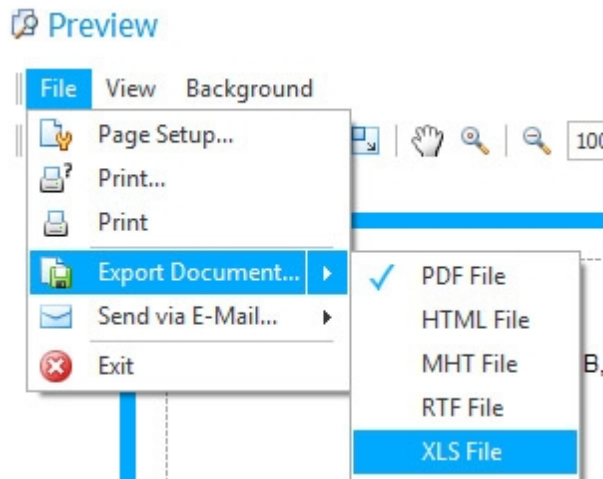 Preview
File View Background
Page Setup...
100
Print...
Print
Export Document...
PDF File
Send via E-Mail...
HTML File
Exit
MHT File
B,
RTF File
XLS File